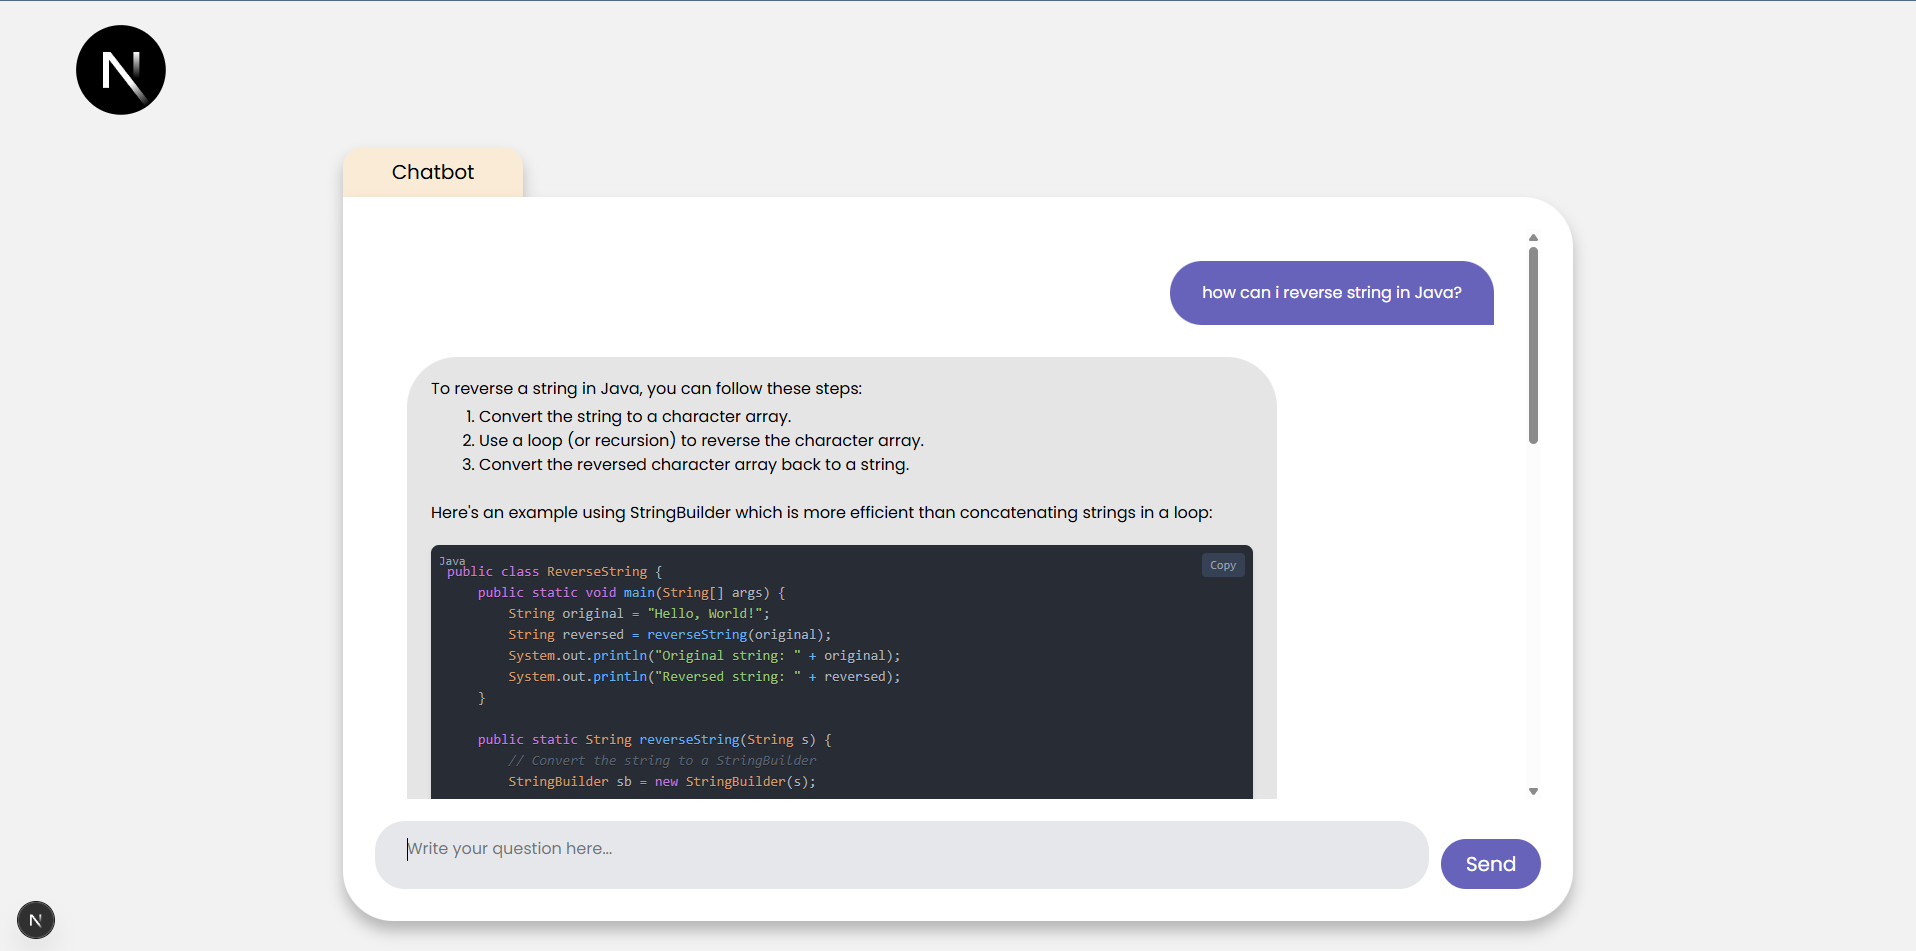 N
Chatbot
how can i reverse string in Java?
To reverse a string in Java, you can follow these steps:
1. Convert the string to a character array.
2. Use a loop (or recursion) to reverse the character array.
3. Convert the reversed character array back to a string.
Here's an example using StringBuilder which is more efficient than concatenating strings in a loop:
Java
Copy
public class ReverseString {
    public static void main(String[] args) {
        String original = "Hello, World!";
        String reversed = reverseString(original);
        System.out.println("Original string: " + original);
        System.out.println("Reversed string: " + reversed);
    }
    public static String reverseString(String s) {
        // Convert the string to a StringBuilder
        StringBuilder sb = new StringBuilder(s);
Write your question here...
Send
N